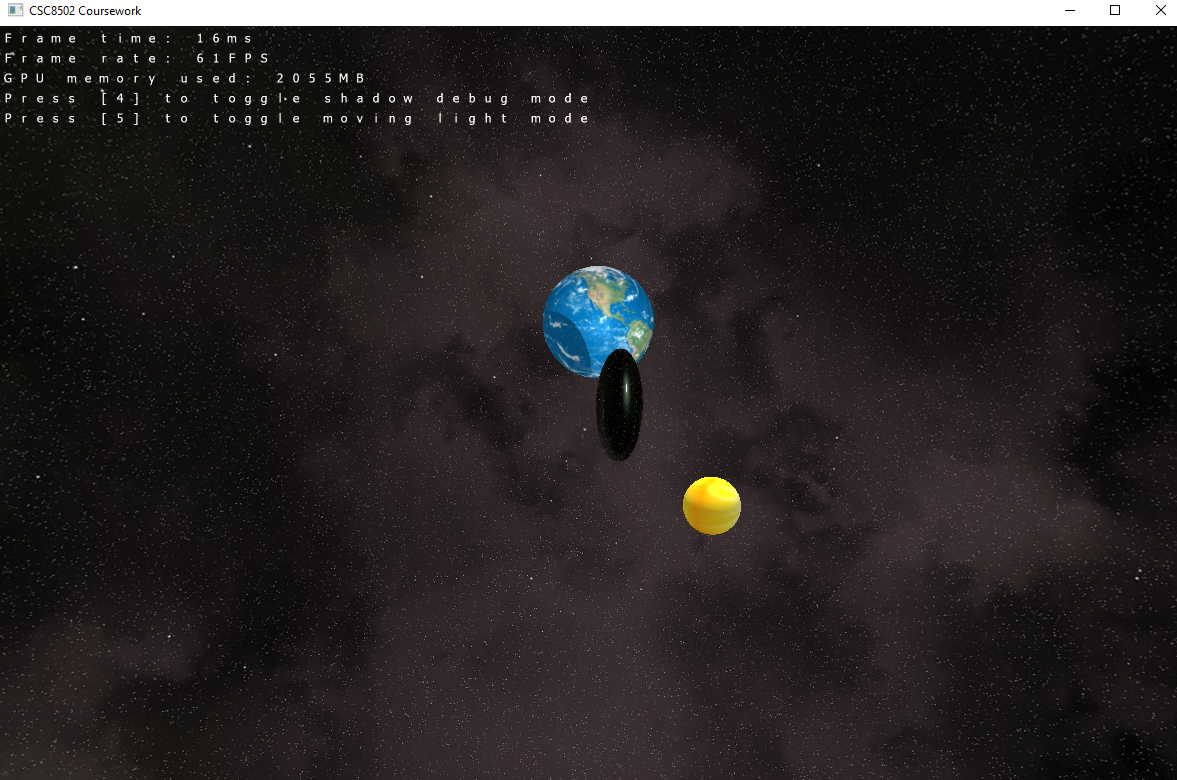 CSC8502 Coursework
Frame time: 16ms
Frame rate: 61FPS
GPU memory used: 2055MB
Press [4] to toggle shadow debug mode
Press [5] to toggle moving light mode